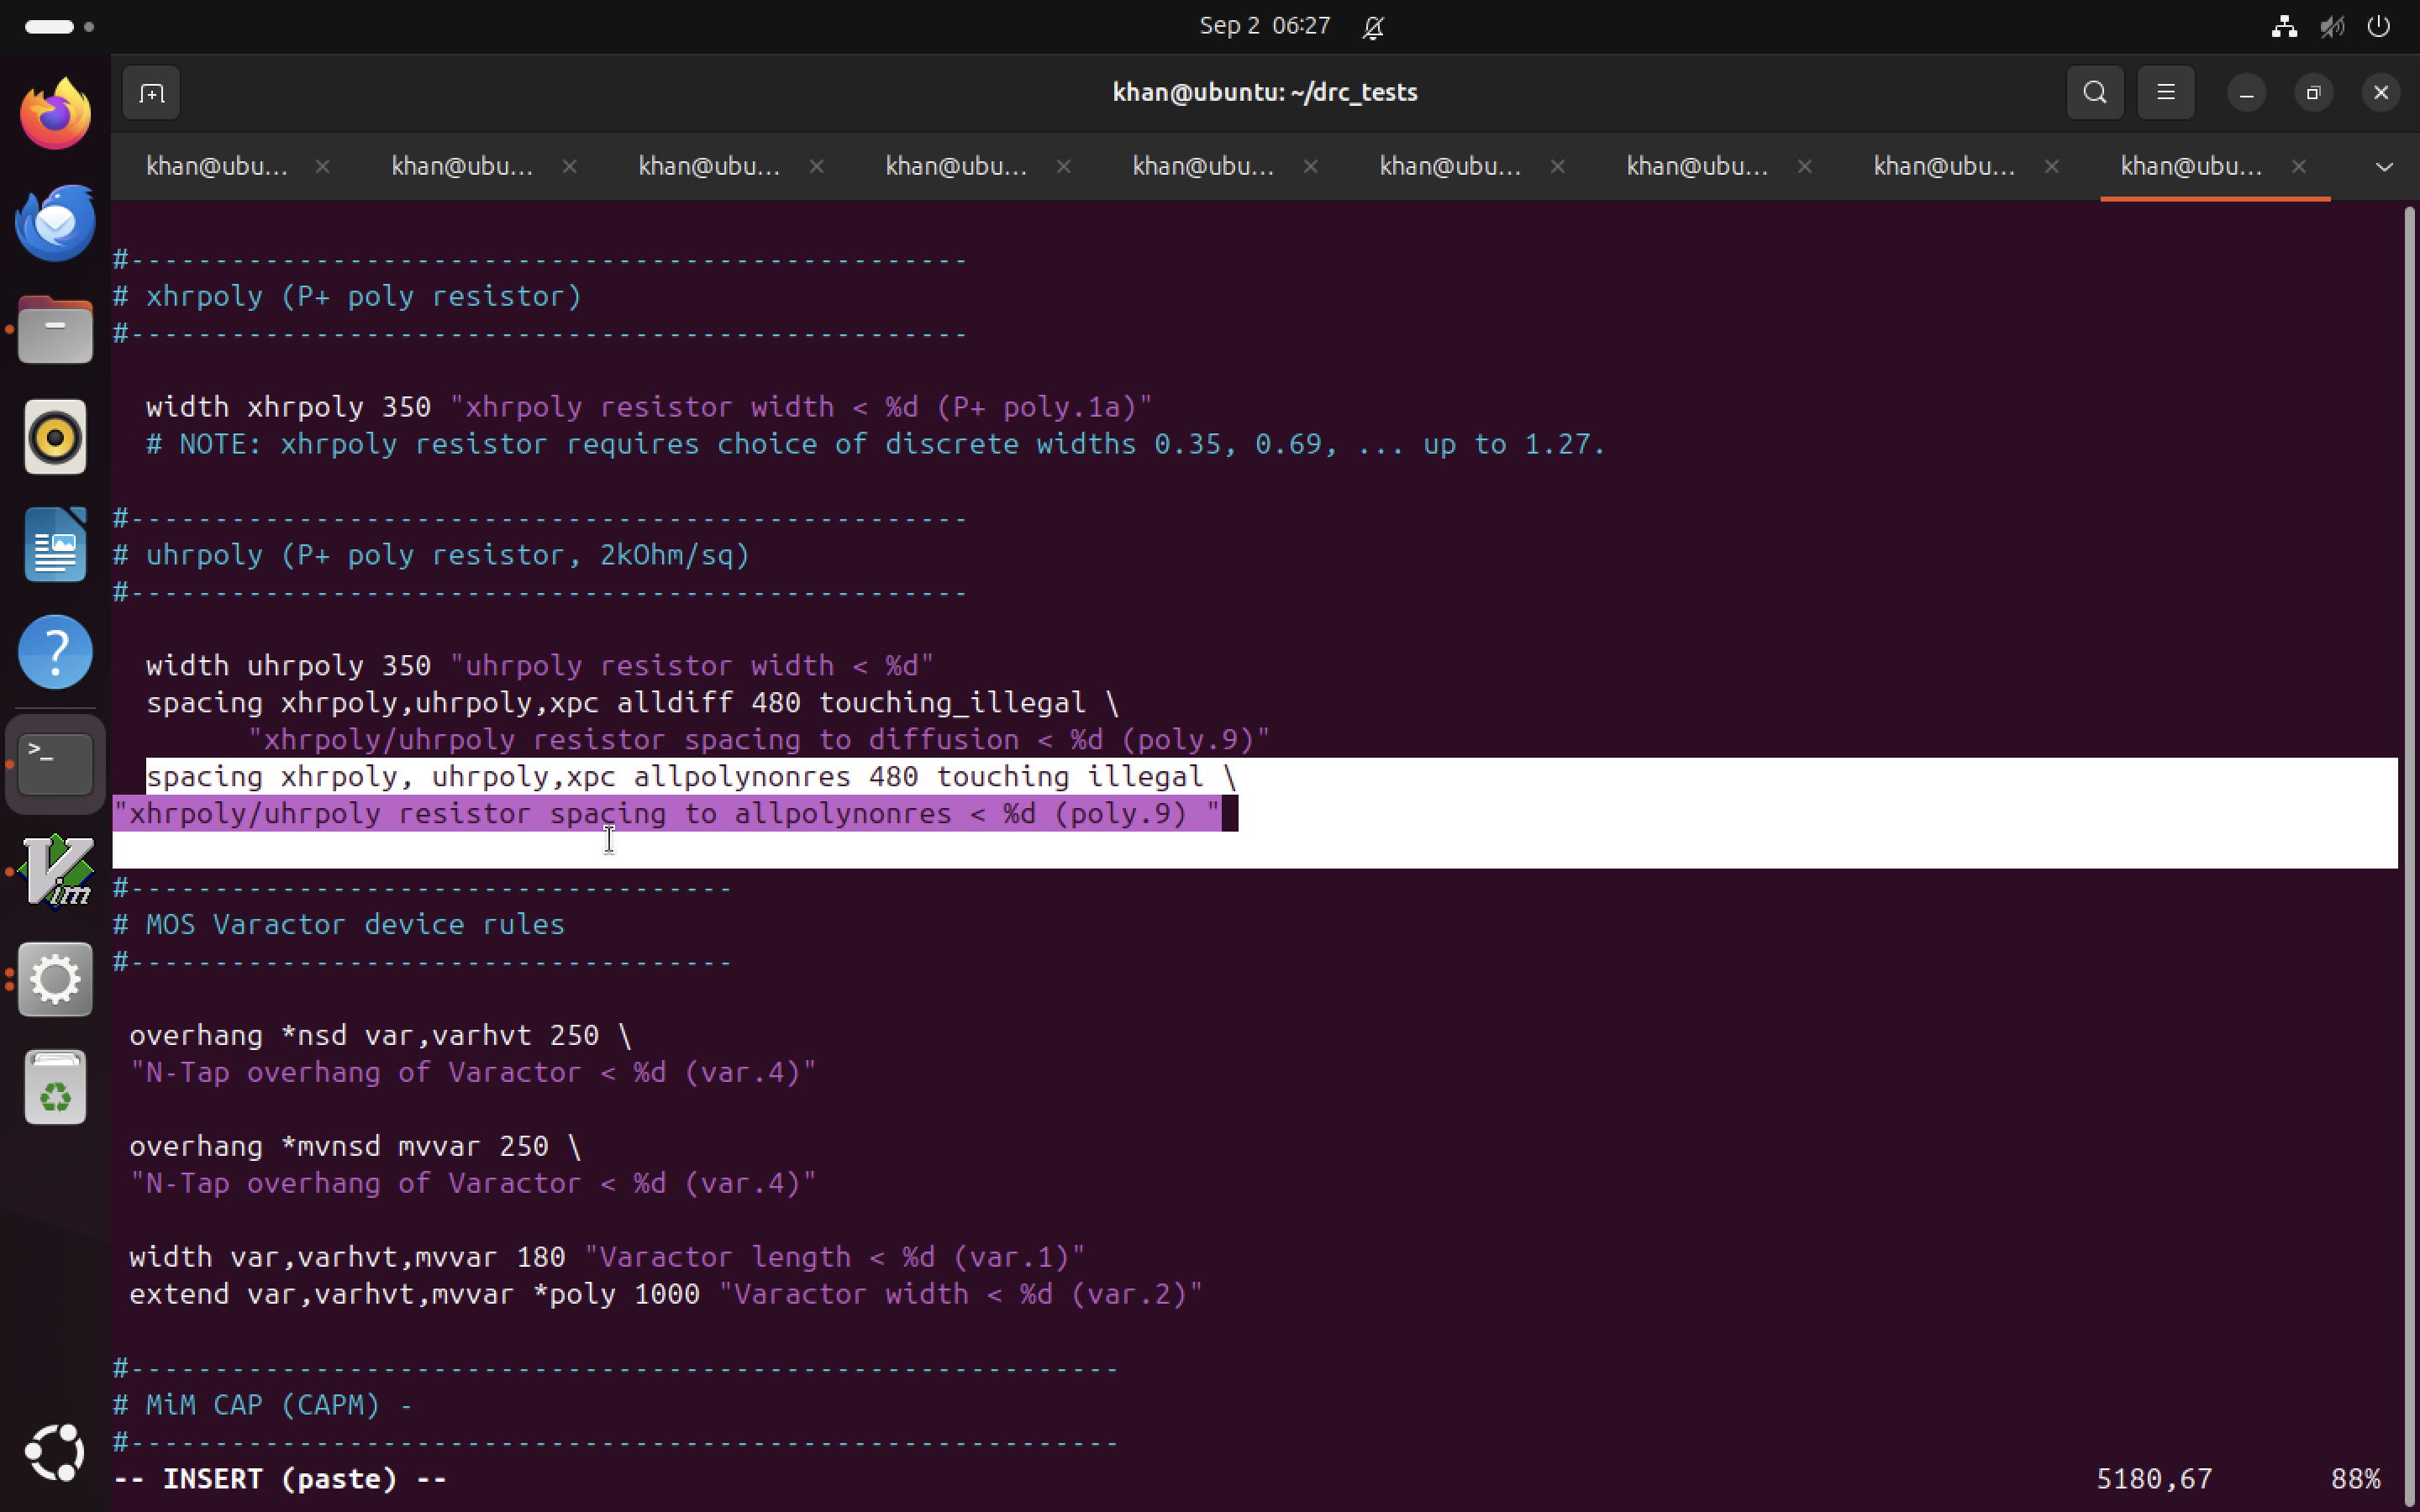 Sep 2 06:27
khan@ubuntu: ~/drc_tests
khan@ubu... khan@ubu... khan@ubu... khan@ubu... khan@ubu... khan@ubu... khan@ubu... khan@ubu... khan@ubu...
#--------------------------------------------------
# xhrpoly (P+ poly resistor)
#--------------------------------------------------
width xhrpoly 350 "xhrpoly resistor width < %d (P+ poly.1a)"
# NOTE: xhrpoly resistor requires choice of discrete widths 0.35, 0.69, ... up to 1.27.
#--------------------------------------------------
# uhrpoly (P+ poly resistor, 2kOhm/sq)
#--------------------------------------------------
width uhrpoly 350 "uhrpoly resistor width < %d"
spacing xhrpoly,uhrpoly,xpc alldiff 480 touching_illegal \
"xhrpoly/uhrpoly resistor spacing to diffusion < %d (poly.9)"
spacing xhrpoly, uhrpoly,xpc allpolynonres 480 touching illegal \
"xhrpoly/uhrpoly resistor spacing to allpolynonres < %d (poly.9) "
#------------------------------------
# MOS Varactor device rules
#------------------------------------
overhang *nsd var,varhvt 250 \
"N-Tap overhang of Varactor < %d (var.4)"
overhang *mvnsd mvvar 250 \
"N-Tap overhang of Varactor < %d (var.4)"
width var,varhvt,mvvar 180 "Varactor length < %d (var.1)"
extend var,varhvt,mvvar *poly 1000 "Varactor width < %d (var.2)"
#-----------------------------------------------------------
# MiM CAP (CAPM) -
#-----------------------------------------------------------
-- INSERT (paste) -- 5180,67 88%